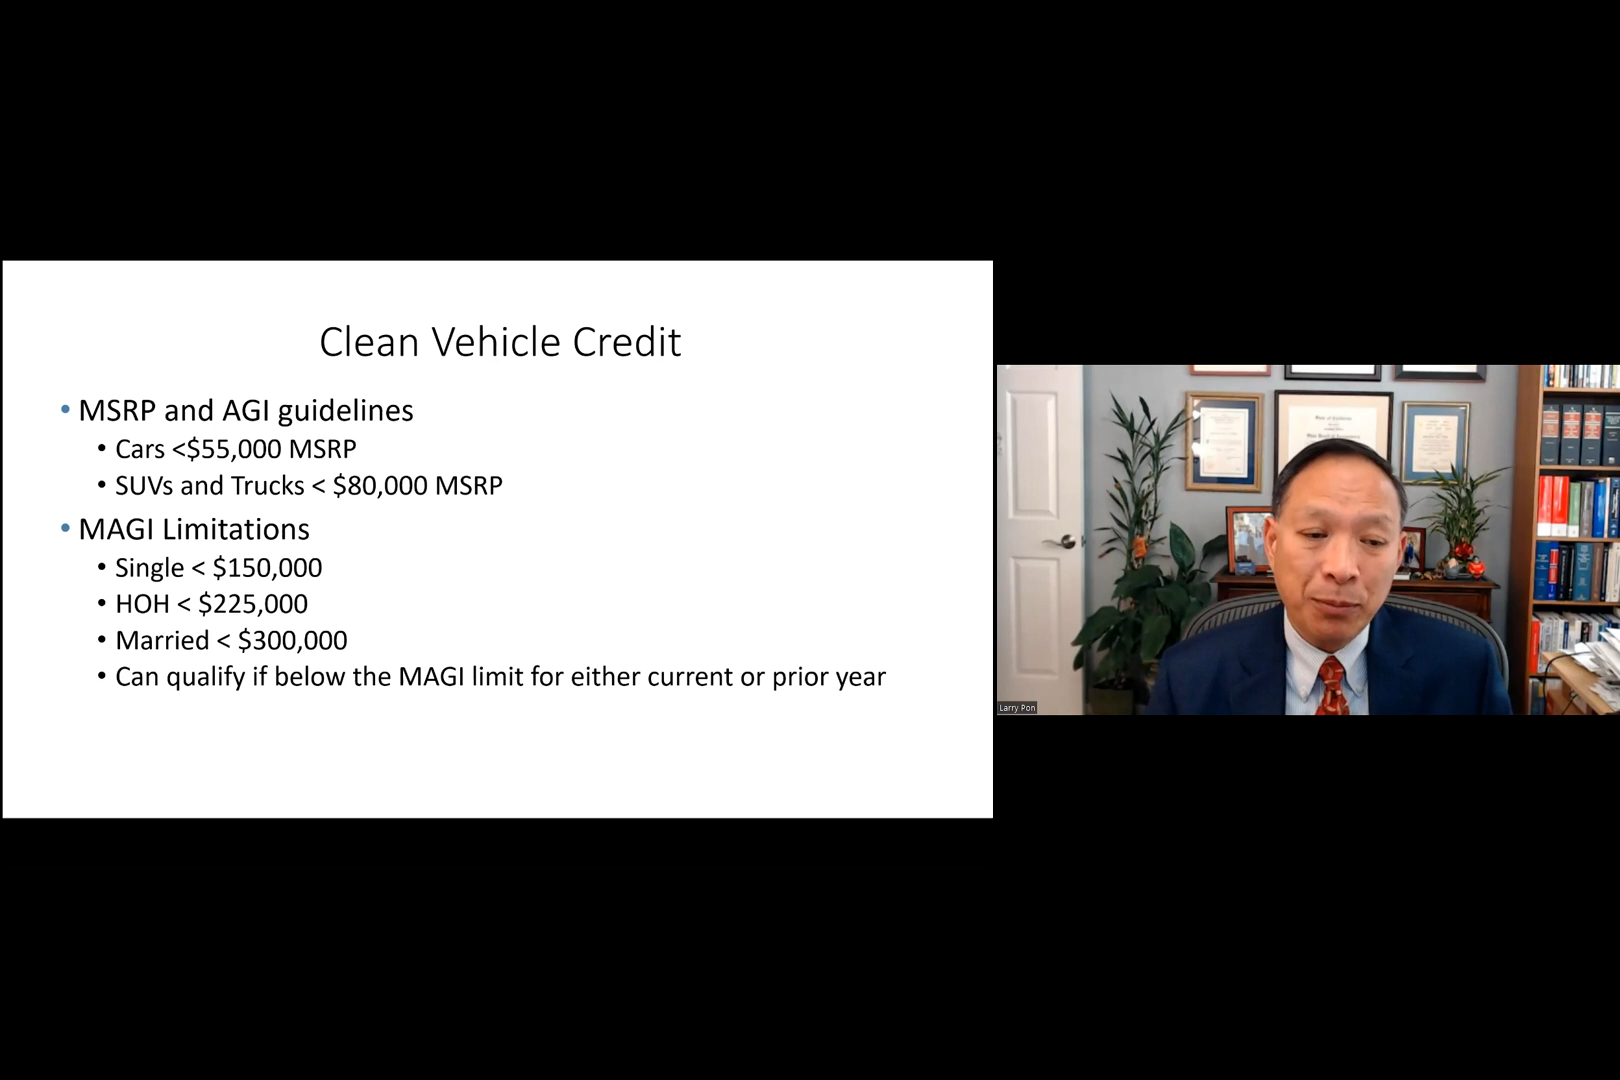 Clean Vehicle Credit
• MSRP and AGI guidelines
• Cars <$55,000 MSRP
• SUVs and Trucks < $80,000 MSRP
• MAGI Limitations
• Single < $150,000
• HOH < $225,000
• Married < $300,000
• Can qualify if below the MAGI limit for either current or prior year
Larry Pon